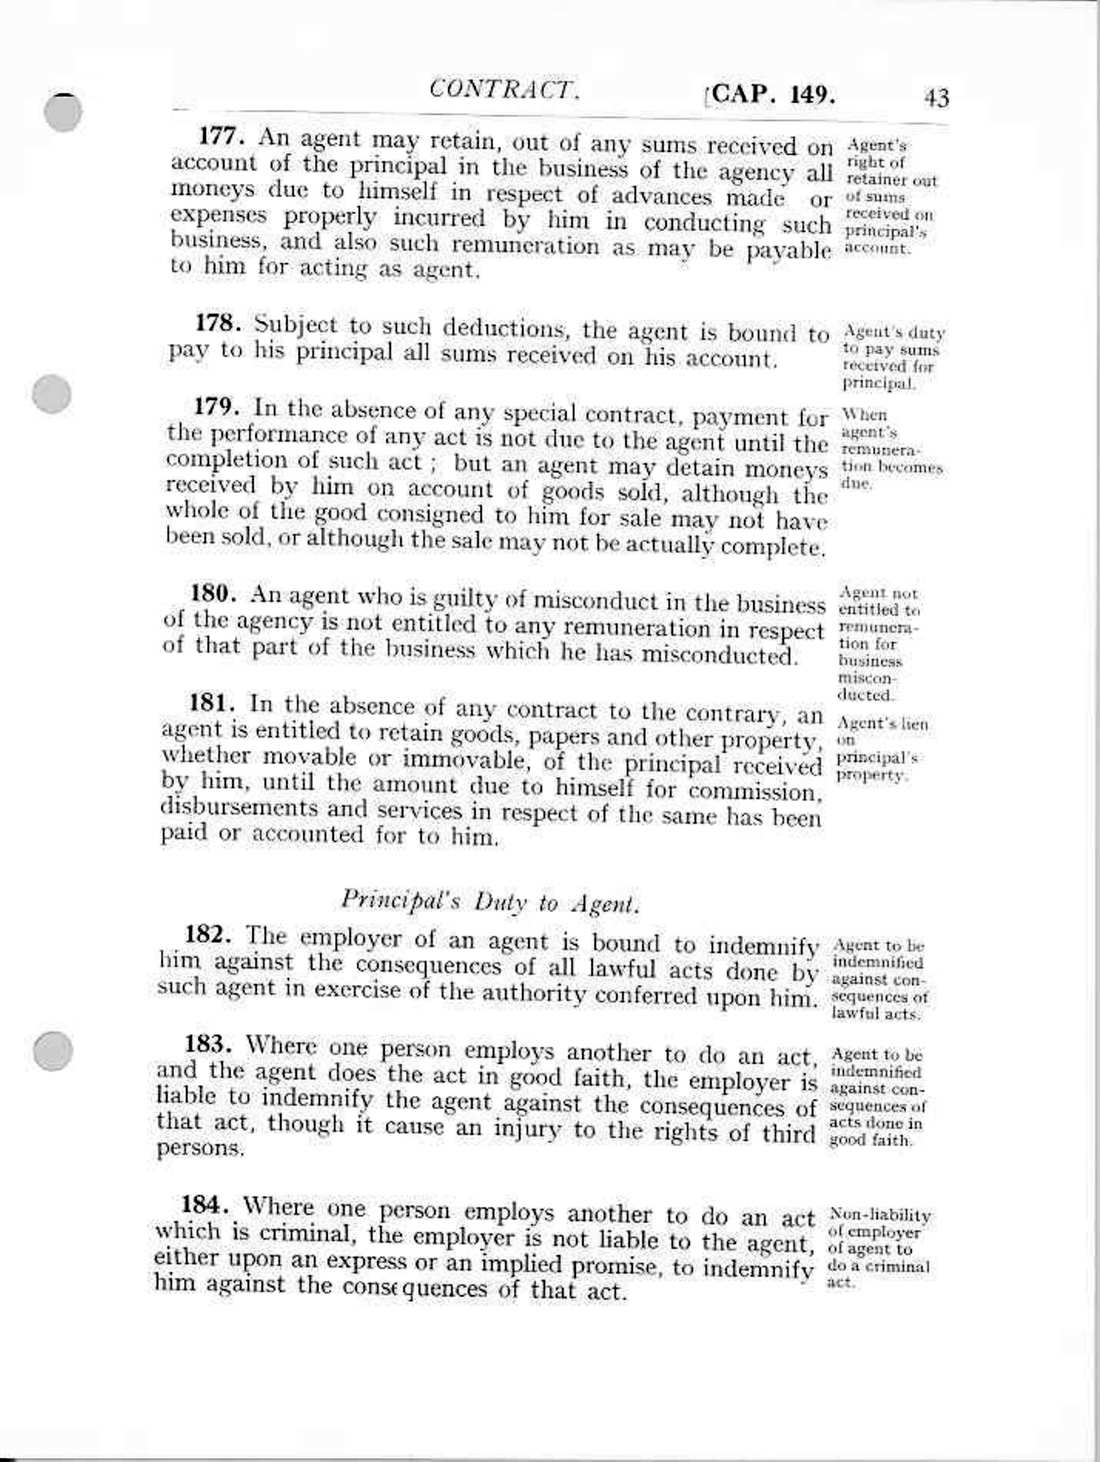 CONTRACT. [CAP. 149. 43
177. An agent may retain, out of any sums received on
account of the principal in the business of the agency all
moneys due to himself in respect of advances made or
expenses properly incurred by him in conducting such
business, and also such remuneration as may be payable
to him for acting as agent.
Agent's
right of
retainer out
of sums
received on
principal's
account.
178. Subject to such deductions, the agent is bound to
pay to his principal all sums received on his account.
Agent's duty
to pay sums
received for
principal.
179. In the absence of any special contract, payment for
the performance of any act is not due to the agent until the
completion of such act ; but an agent may detain moneys
received by him on account of goods sold, although the
whole of the good consigned to him for sale may not have
been sold, or although the sale may not be actually complete.
When
agent's
remunera-
tion becomes
due.
180. An agent who is guilty of misconduct in the business
of the agency is not entitled to any remuneration in respect
of that part of the business which he has misconducted.
Agent not
entitled to
remunera-
tion for
business
miscon-
ducted.
181. In the absence of any contract to the contrary, an
agent is entitled to retain goods, papers and other property,
whether movable or immovable, of the principal received
by him, until the amount due to himself for commission,
disbursements and services in respect of the same has been
paid or accounted for to him.
Agent's lien
on
principal's
property.
Principal's Duty to Agent.
182. The employer of an agent is bound to indemnify
him against the consequences of all lawful acts done by
such agent in exercise of the authority conferred upon him.
Agent to be
indemnified
against con-
sequences of
lawful acts.
183. Where one person employs another to do an act,
and the agent does the act in good faith, the employer is
liable to indemnify the agent against the consequences of
that act, though it cause an injury to the rights of third
persons.
Agent to be
indemnified
against con-
sequences of
acts done in
good faith.
184. Where one person employs another to do an act
which is criminal, the employer is not liable to the agent,
either upon an express or an implied promise, to indemnify
him against the consequences of that act.
Non-liability
of employer
of agent to
do a criminal
act.